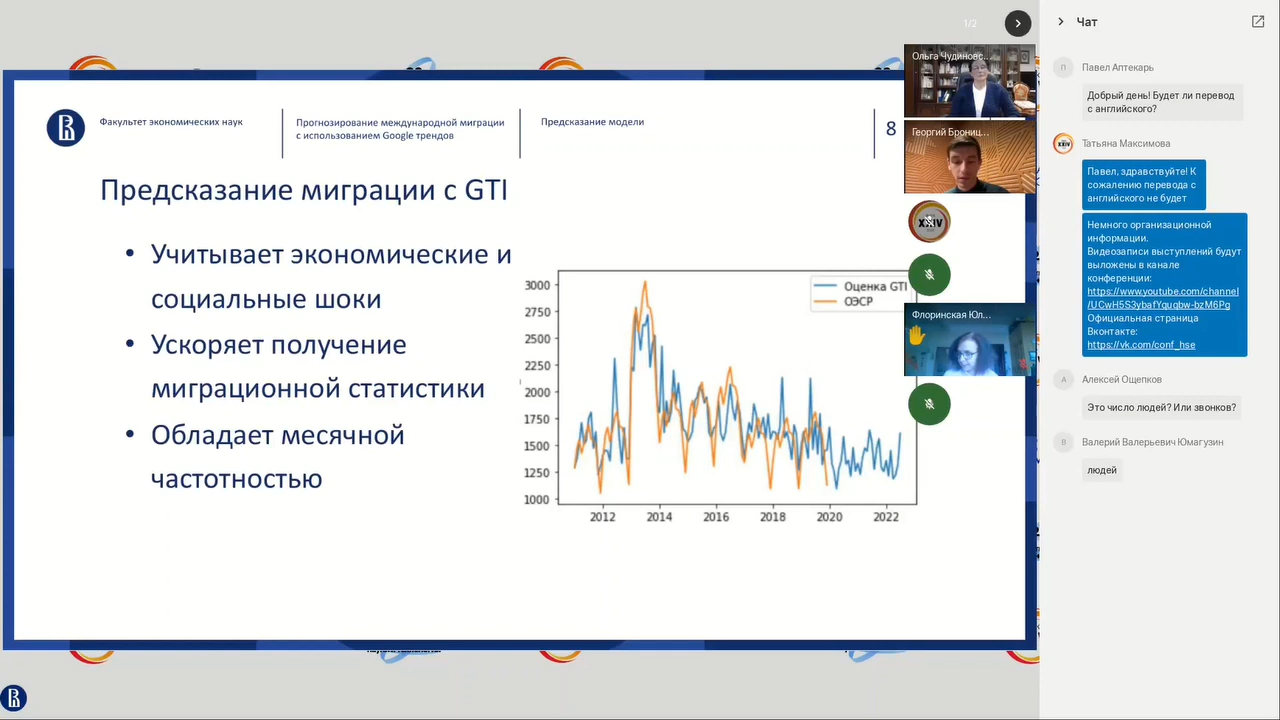 1/2
Факультет экономических наук
Прогнозирование международной миграции
с использованием Google трендов
Предсказание модели
8
Предсказание миграции с GTI
• Учитывает экономические и
социальные шоки
• Ускоряет получение
миграционной статистики
• Обладает месячной
частотностью
Оценка GTI
ОЭСР
3000
2750
2500
2250
2000
1750
1500
1250
1000
2012
2014
2016
2018
2020
2022
Ольга Чудиновс...
Георгий Брониц...
XXIV
Флоринская Юл...
Чат
П
Павел Аптекарь
Добрый день! Будет ли перевод
с английского?
XXIV
Татьяна Максимова
Павел, здравствуйте! К
сожалению перевода с
английского не будет
Немного организационной
информации.
Видеозаписи выступлений будут
выложены в канале
конференции:
https://www.youtube.com/channel
/UCwH5S3ybafYquqbw-bzM6Pg
Официальная страница
Вконтакте:
https://vk.com/conf_hse
А
Алексей Ощепков
Это число людей? Или звонков?
В
Валерий Валерьевич Юмагузин
людей